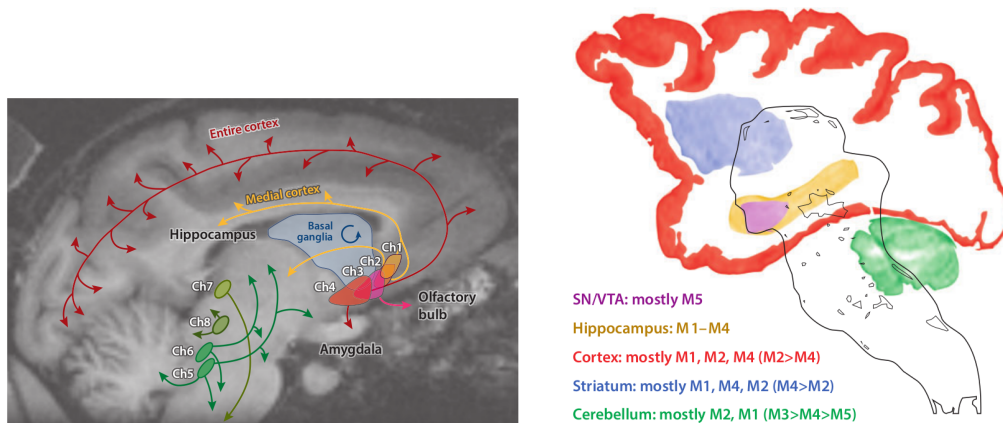 Entire cortex
Medial cortex
Hippocampus
Basal
ganglia
Ch1
Ch2
Ch3
Ch4
Ch7
Olfactory
bulb
Ch8
Amygdala
Ch6
Ch5
SN/VTA: mostly M5
Hippocampus: M1–M4
Cortex: mostly M1, M2, M4 (M2>M4)
Striatum: mostly M1, M4, M2 (M4>M2)
Cerebellum: mostly M2, M1 (M3>M4>M5)